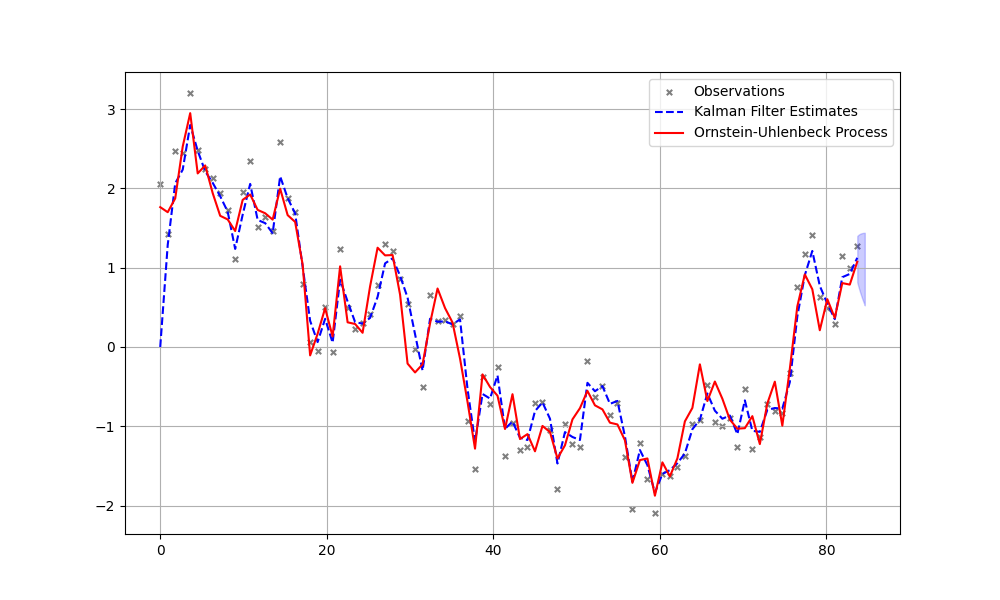 Observations
Kalman Filter Estimates
Ornstein-Uhlenbeck Process
3
2
1
0
−1
−2
0 20 40 60 80